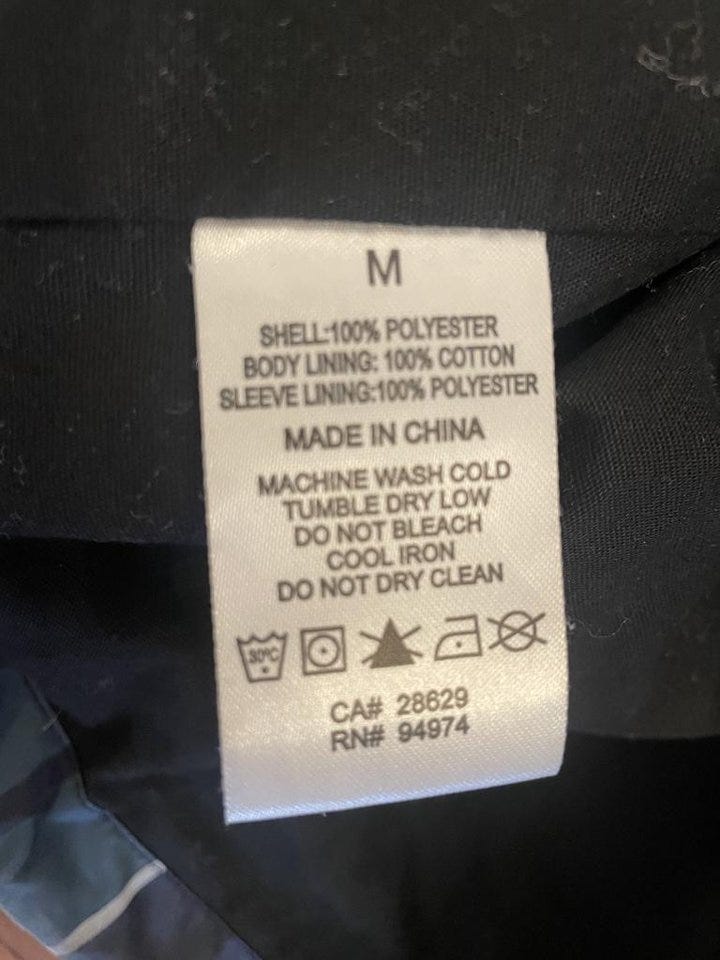 M
SHELL:100% POLYESTER
BODY LINING: 100% COTTON
SLEEVE LINING:100% POLYESTER
MADE IN CHINA
MACHINE WASH COLD
TUMBLE DRY LOW
DO NOT BLEACH
COOL IRON
DO NOT DRY CLEAN
30°C
CA# 28629
RN# 94974